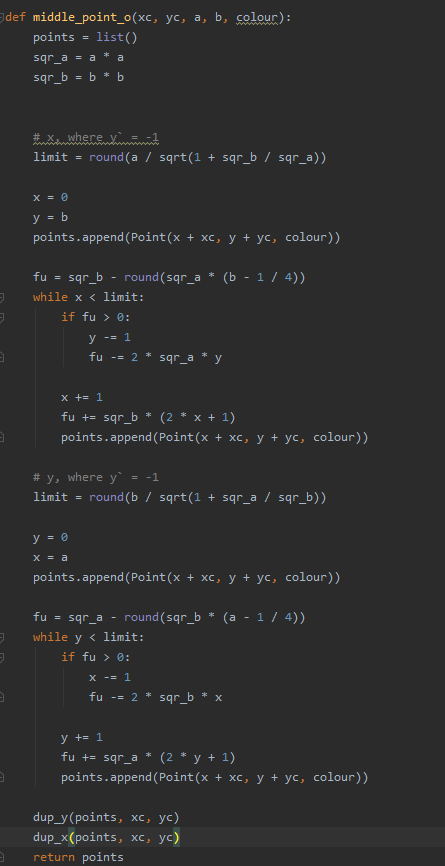 def middle_point_o(xc, yc, a, b, colour):
    points = list()
    sqr_a = a * a
    sqr_b = b * b
    # x, where y` = -1
    limit = round(a / sqrt(1 + sqr_b / sqr_a))
    x = 0
    y = b
    points.append(Point(x + xc, y + yc, colour))
    fu = sqr_b - round(sqr_a * (b - 1 / 4))
    while x < limit:
        if fu > 0:
            y -= 1
            fu -= 2 * sqr_a * y
        x += 1
        fu += sqr_b * (2 * x + 1)
        points.append(Point(x + xc, y + yc, colour))
    # y, where y` = -1
    limit = round(b / sqrt(1 + sqr_a / sqr_b))
    y = 0
    x = a
    points.append(Point(x + xc, y + yc, colour))
    fu = sqr_a - round(sqr_b * (a - 1 / 4))
    while y < limit:
        if fu > 0:
            x -= 1
            fu -= 2 * sqr_b * x
        y += 1
        fu += sqr_a * (2 * y + 1)
        points.append(Point(x + xc, y + yc, colour))
    dup_y(points, xc, yc)
    dup_x(points, xc, yc)
    return points